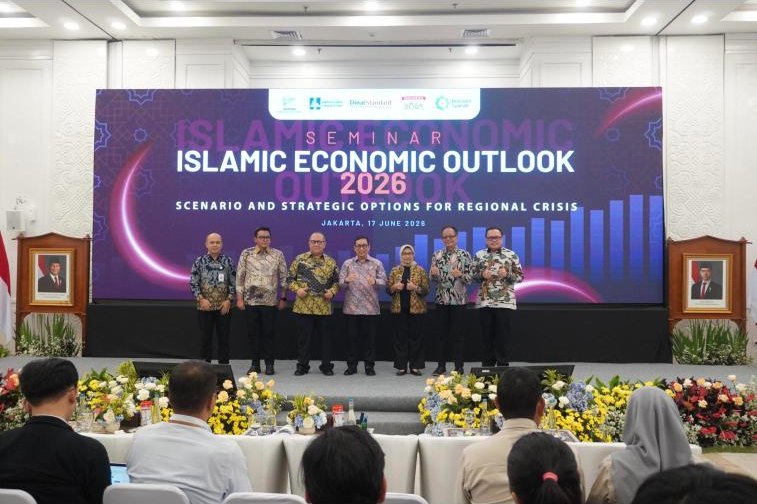 DinarStandard
SEMINAR
ISLAMIC ECONOMIC OUTLOOK
2026
SCENARIO AND STRATEGIC OPTIONS FOR REGIONAL CRISIS
JAKARTA, 17 JUNE 2026